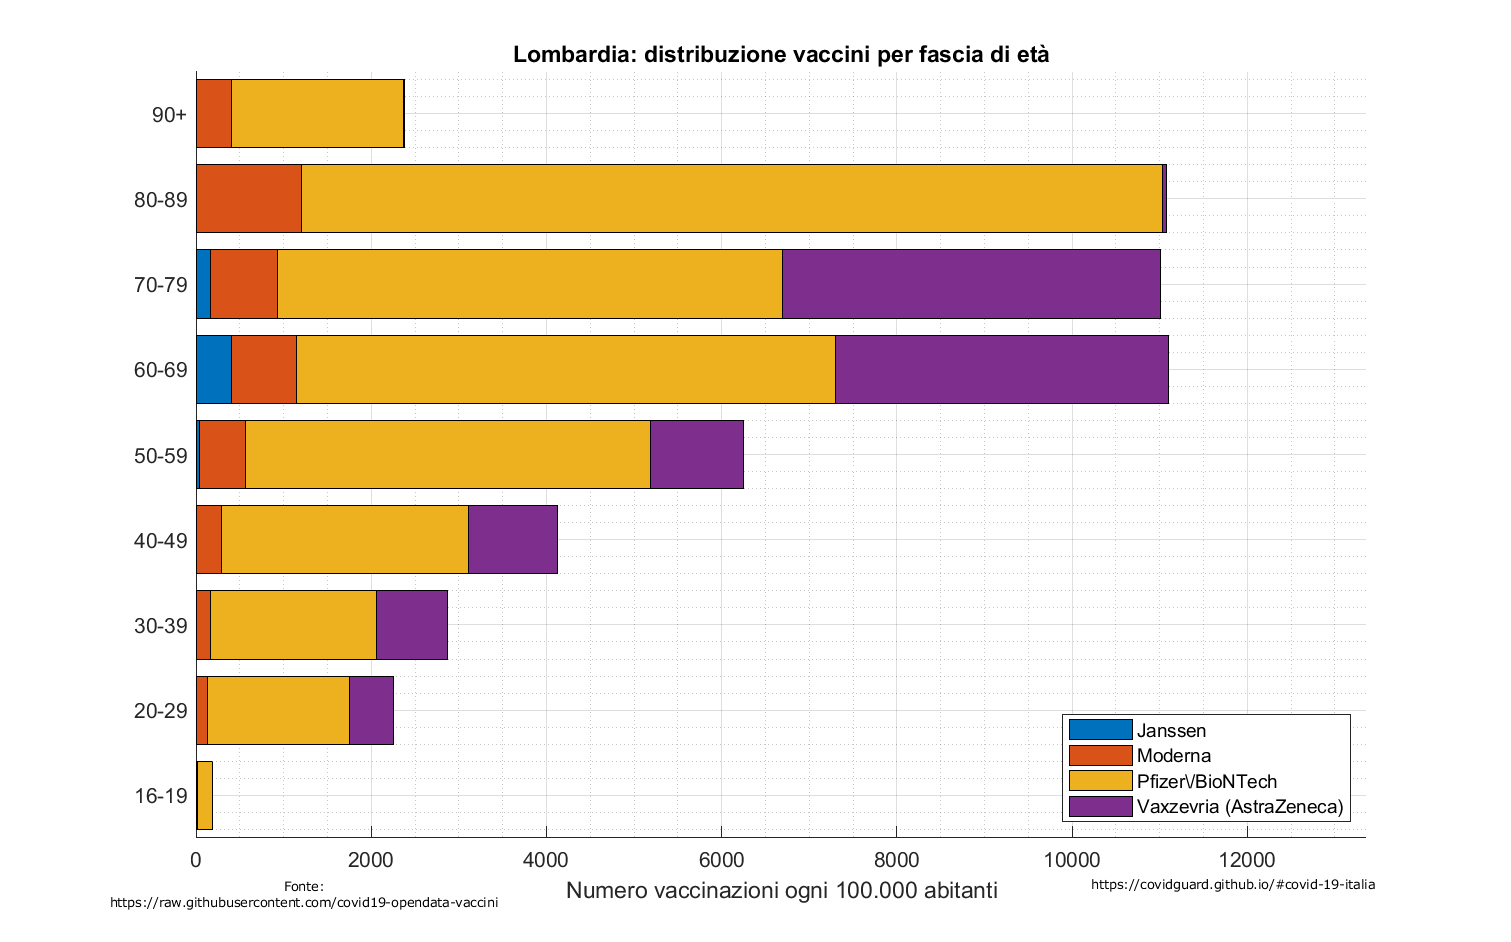 Lombardia: distribuzione vaccini per fascia di età
90+
80-89
70-79
60-69
50-59
40-49
30-39
20-29
16-19
Janssen
Moderna
Pfizer\/BioNTech
Vaxzevria (AstraZeneca)
0 2000 4000 6000 8000 10000 12000
Numero vaccinazioni ogni 100.000 abitanti
Fonte:
https://raw.githubusercontent.com/covid19-opendata-vaccini
https://covidguard.github.io/#covid-19-italia